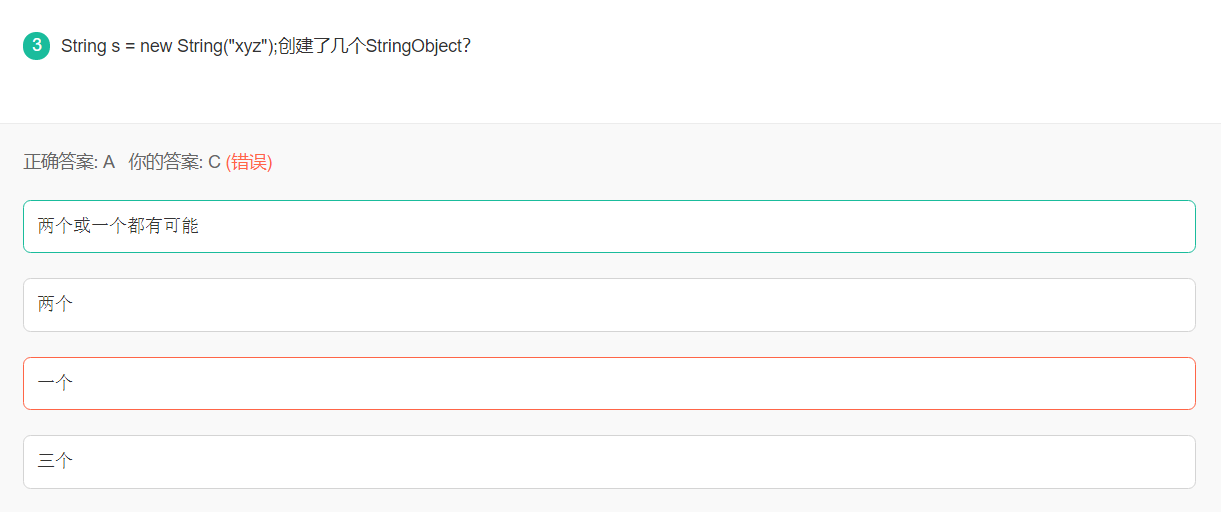 3 String s = new String("xyz");创建了几个StringObject?
正确答案: A 你的答案: C (错误)
两个或一个都有可能
两个
一个
三个